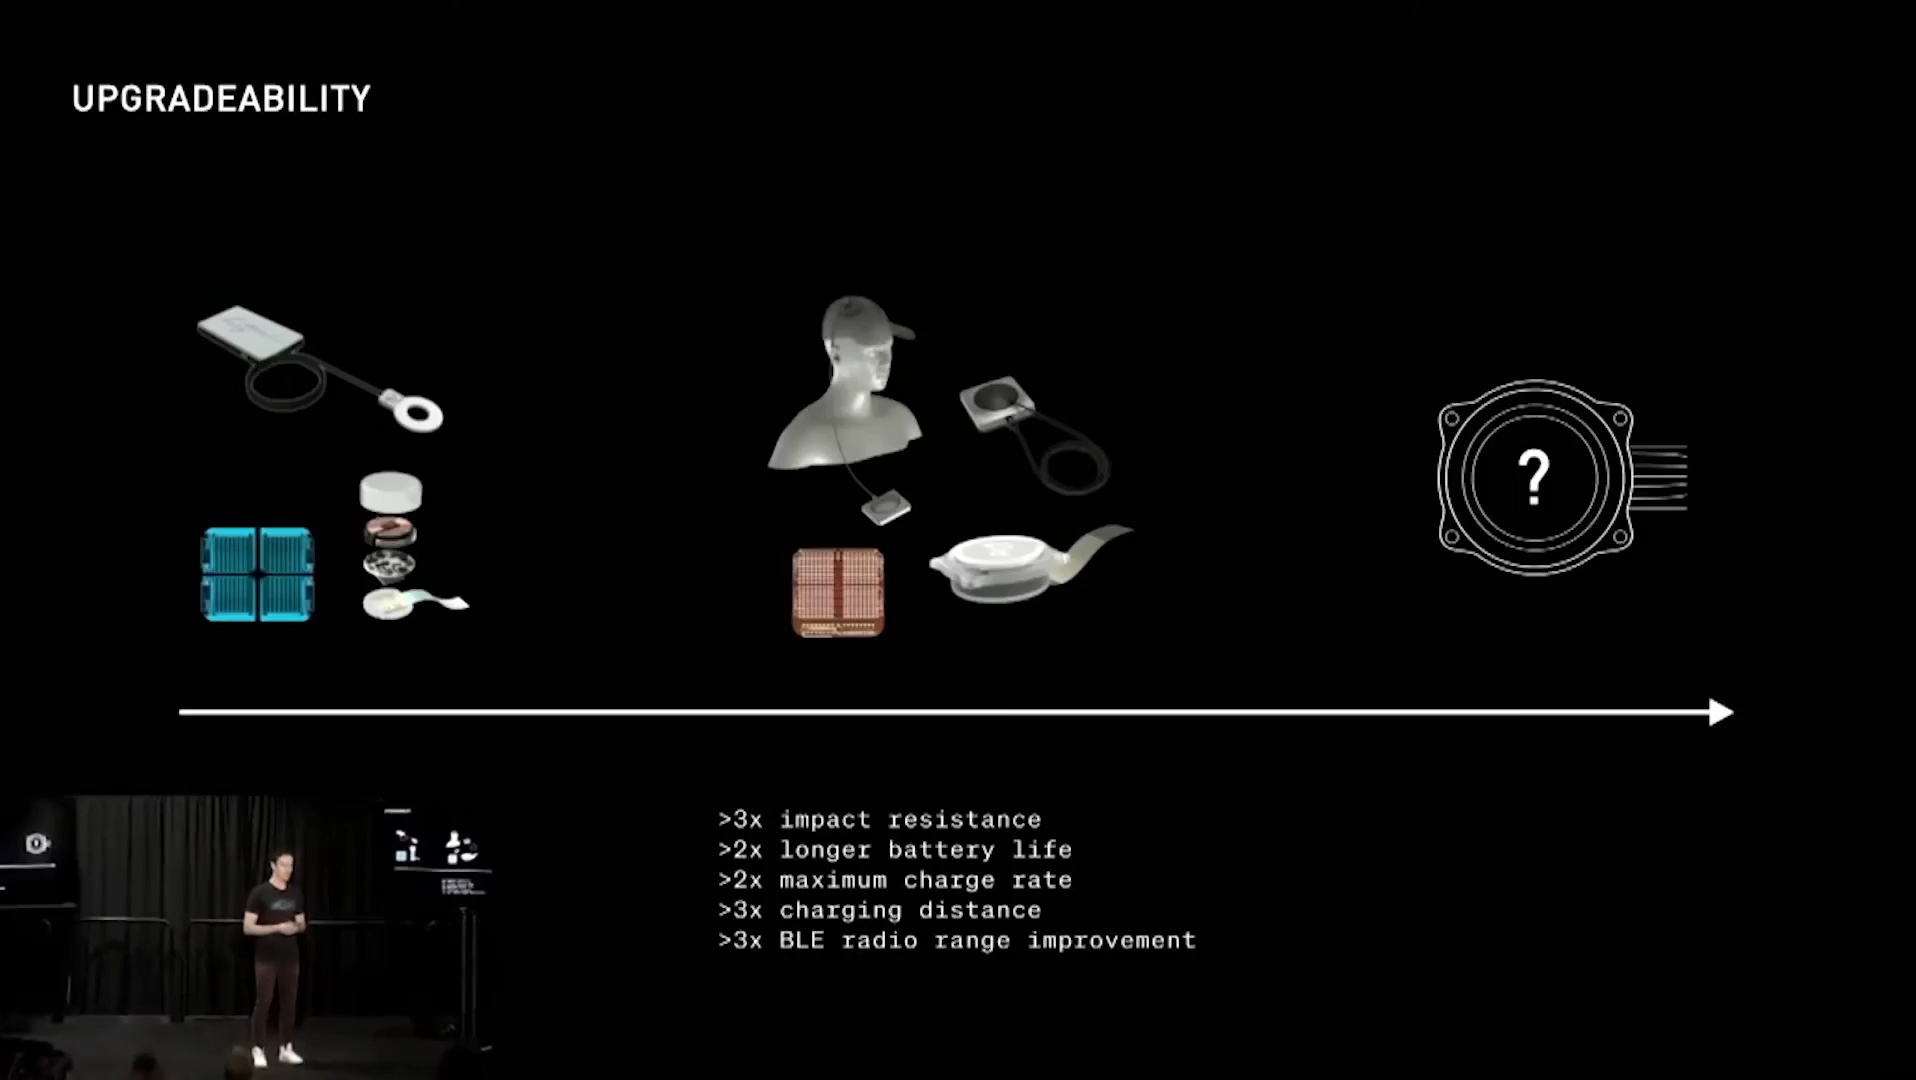 UPGRADEABILITY
?
>3x impact resistance
>2x longer battery life
>2x maximum charge rate
>3x charging distance
>3x BLE radio range improvement